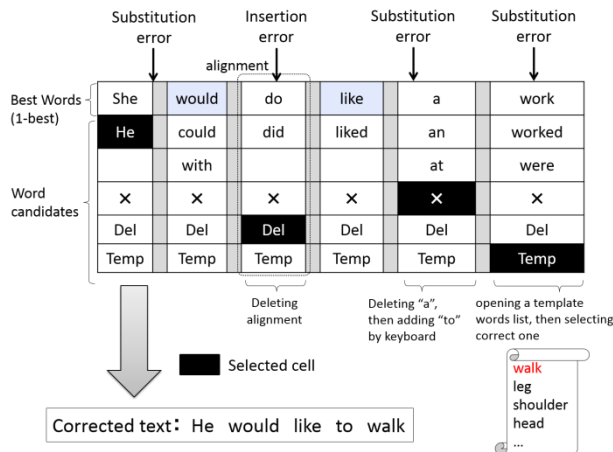 Substitution error
Insertion error
Substitution error
Substitution error
alignment
Best Words (1-best)
She would do like a work
Word candidates
He could did liked an worked
with at were
× × × × × ×
Del Del Del Del Del Del
Temp Temp Temp Temp Temp Temp
Deleting alignment
Deleting “a”, then adding “to” by keyboard
opening a template words list, then selecting correct one
Selected cell
walk
leg
shoulder
head
...
Corrected text: He would like to walk